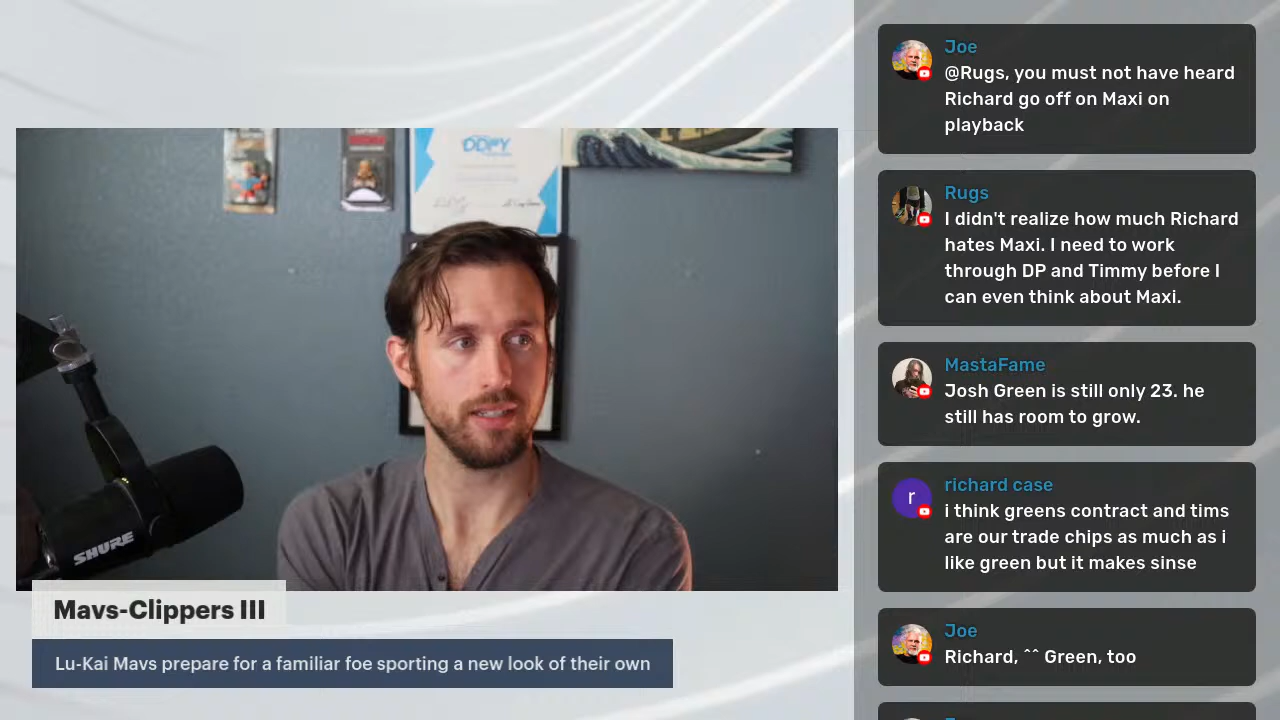 Joe
@Rugs, you must not have heard
Richard go off on Maxi on
playback
Rugs
I didn't realize how much Richard
hates Maxi. I need to work
through DP and Timmy before I
can even think about Maxi.
MastaFame
Josh Green is still only 23. he
still has room to grow.
r
richard case
i think greens contract and tims
are our trade chips as much as i
like green but it makes sinse
Joe
Richard, ^^ Green, too
SHURE
Mavs-Clippers III
Lu-Kai Mavs prepare for a familiar foe sporting a new look of their own